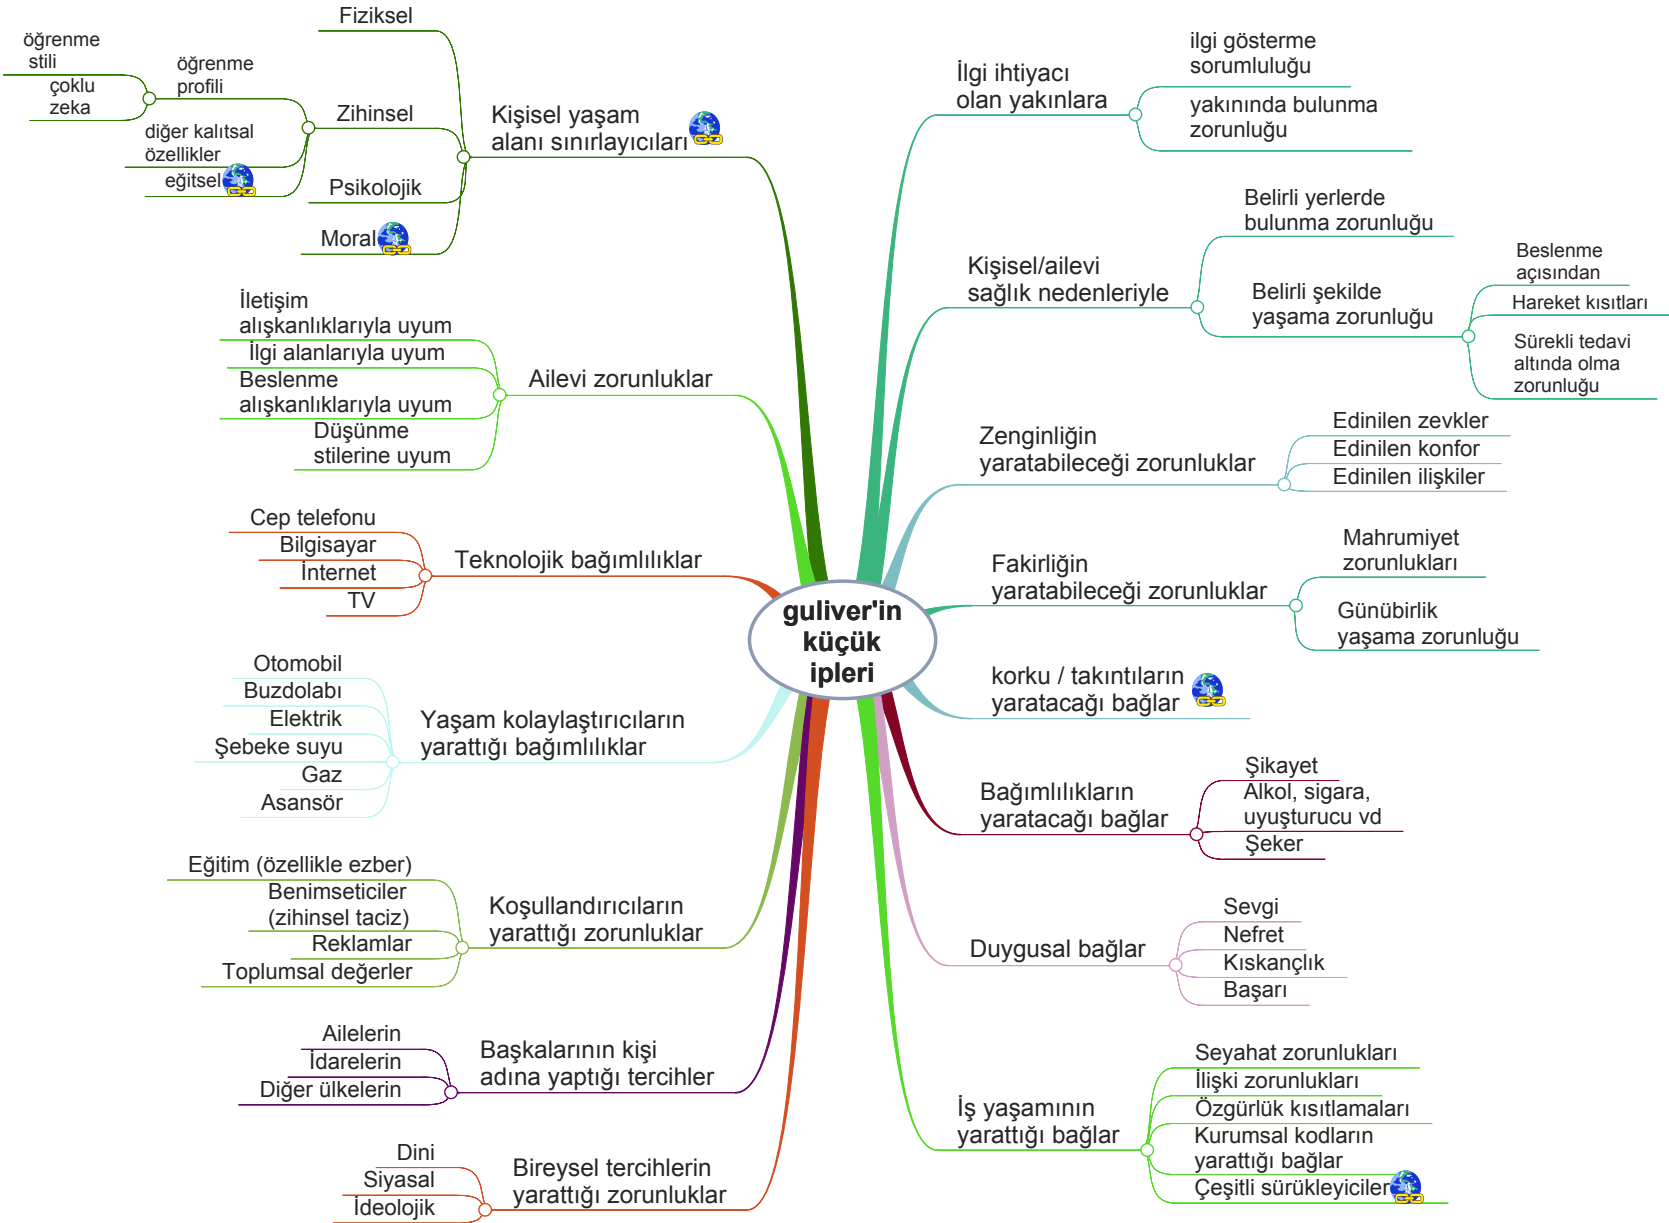 guliver'in
küçük
ipleri
Kişisel yaşam
alanı sınırlayıcıları
Fiziksel
Zihinsel
öğrenme
profili
öğrenme
stili
çoklu
zeka
diğer kalıtsal
özellikler
eğitsel
Psikolojik
Moral
Ailevi zorunluklar
İletişim
alışkanlıklarıyla uyum
İlgi alanlarıyla uyum
Beslenme
alışkanlıklarıyla uyum
Düşünme
stilerine uyum
Teknolojik bağımlılıklar
Cep telefonu
Bilgisayar
İnternet
TV
Yaşam kolaylaştırıcıların
yarattığı bağımlılıklar
Otomobil
Buzdolabı
Elektrik
Şebeke suyu
Gaz
Asansör
Koşullandırıcıların
yarattığı zorunluklar
Eğitim (özellikle ezber)
Benimseticiler
(zihinsel taciz)
Reklamlar
Toplumsal değerler
Başkalarının kişi
adına yaptığı tercihler
Ailelerin
İdarelerin
Diğer ülkelerin
Bireysel tercihlerin
yarattığı zorunluklar
Dini
Siyasal
İdeolojik
İlgi ihtiyacı
olan yakınlara
ilgi gösterme
sorumluluğu
yakınında bulunma
zorunluğu
Kişisel/ailevi
sağlık nedenleriyle
Belirli yerlerde
bulunma zorunluğu
Belirli şekilde
yaşama zorunluğu
Beslenme
açısından
Hareket kısıtları
Sürekli tedavi
altında olma
zorunluğu
Zenginliğin
yaratabileceği zorunluklar
Edinilen zevkler
Edinilen konfor
Edinilen ilişkiler
Fakirliğin
yaratabileceği zorunluklar
Mahrumiyet
zorunlukları
Günübirlik
yaşama zorunluğu
korku / takıntıların
yaratacağı bağlar
Bağımlılıkların
yaratacağı bağlar
Şikayet
Alkol, sigara,
uyuşturucu vd
Şeker
Duygusal bağlar
Sevgi
Nefret
Kıskançlık
Başarı
İş yaşamının
yarattığı bağlar
Seyahat zorunlukları
İlişki zorunlukları
Özgürlük kısıtlamaları
Kurumsal kodların
yarattığı bağlar
Çeşitli sürükleyiciler